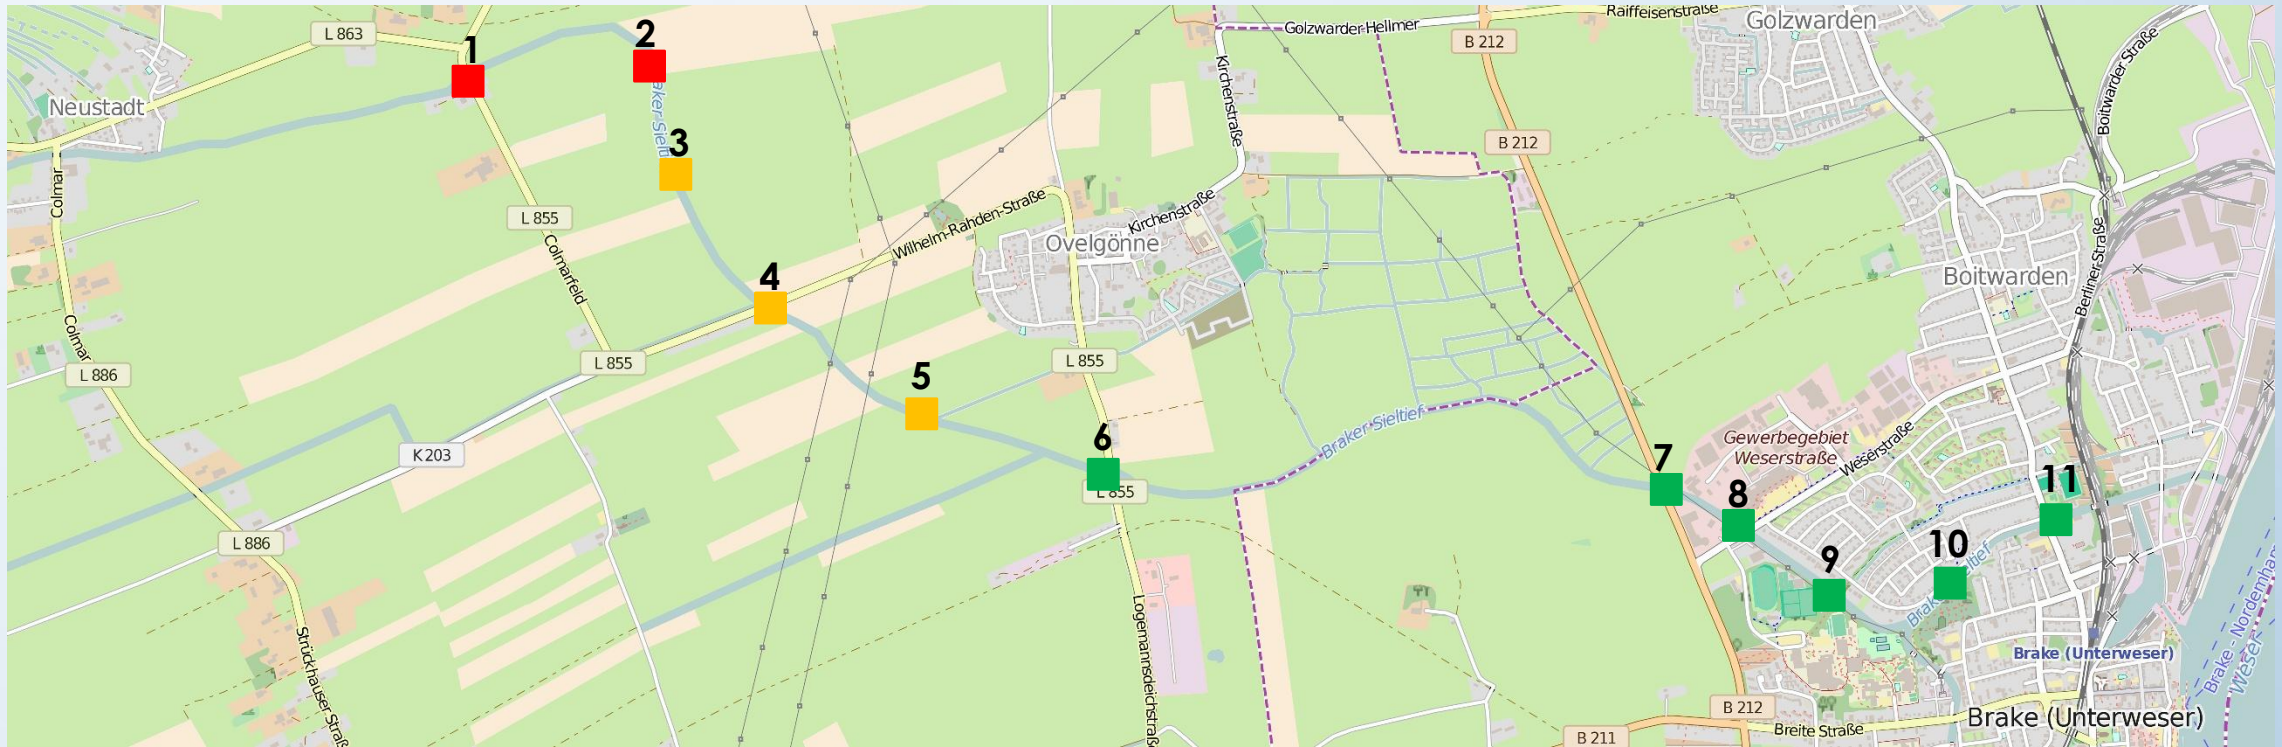 Raiffeisenstraße
Golzwarden
L 863
2
1
Golzwarder Hellmer
B 212
Boitwarder Straße
Neustadt
Kirchenstraße
3
B 212
Colmar
L 855
Wilhelm-Rahden-Straße
Kirchenstraße
Ovelgönne
Colmarfeld
4
Boitwarden
Berliner Straße
Colmar
L 886
L 855
5
L 855
Braker Sieltief
6
K 203
L 855
7
Gewerbegebiet
Weserstraße
Weserstraße
8
11
L 886
9
10
Logemannsdeichstraße
Brake (Unterweser)
Brake - Nordenham
Weser
B 212
Brake (Unterweser)
B 211
Breite Straße